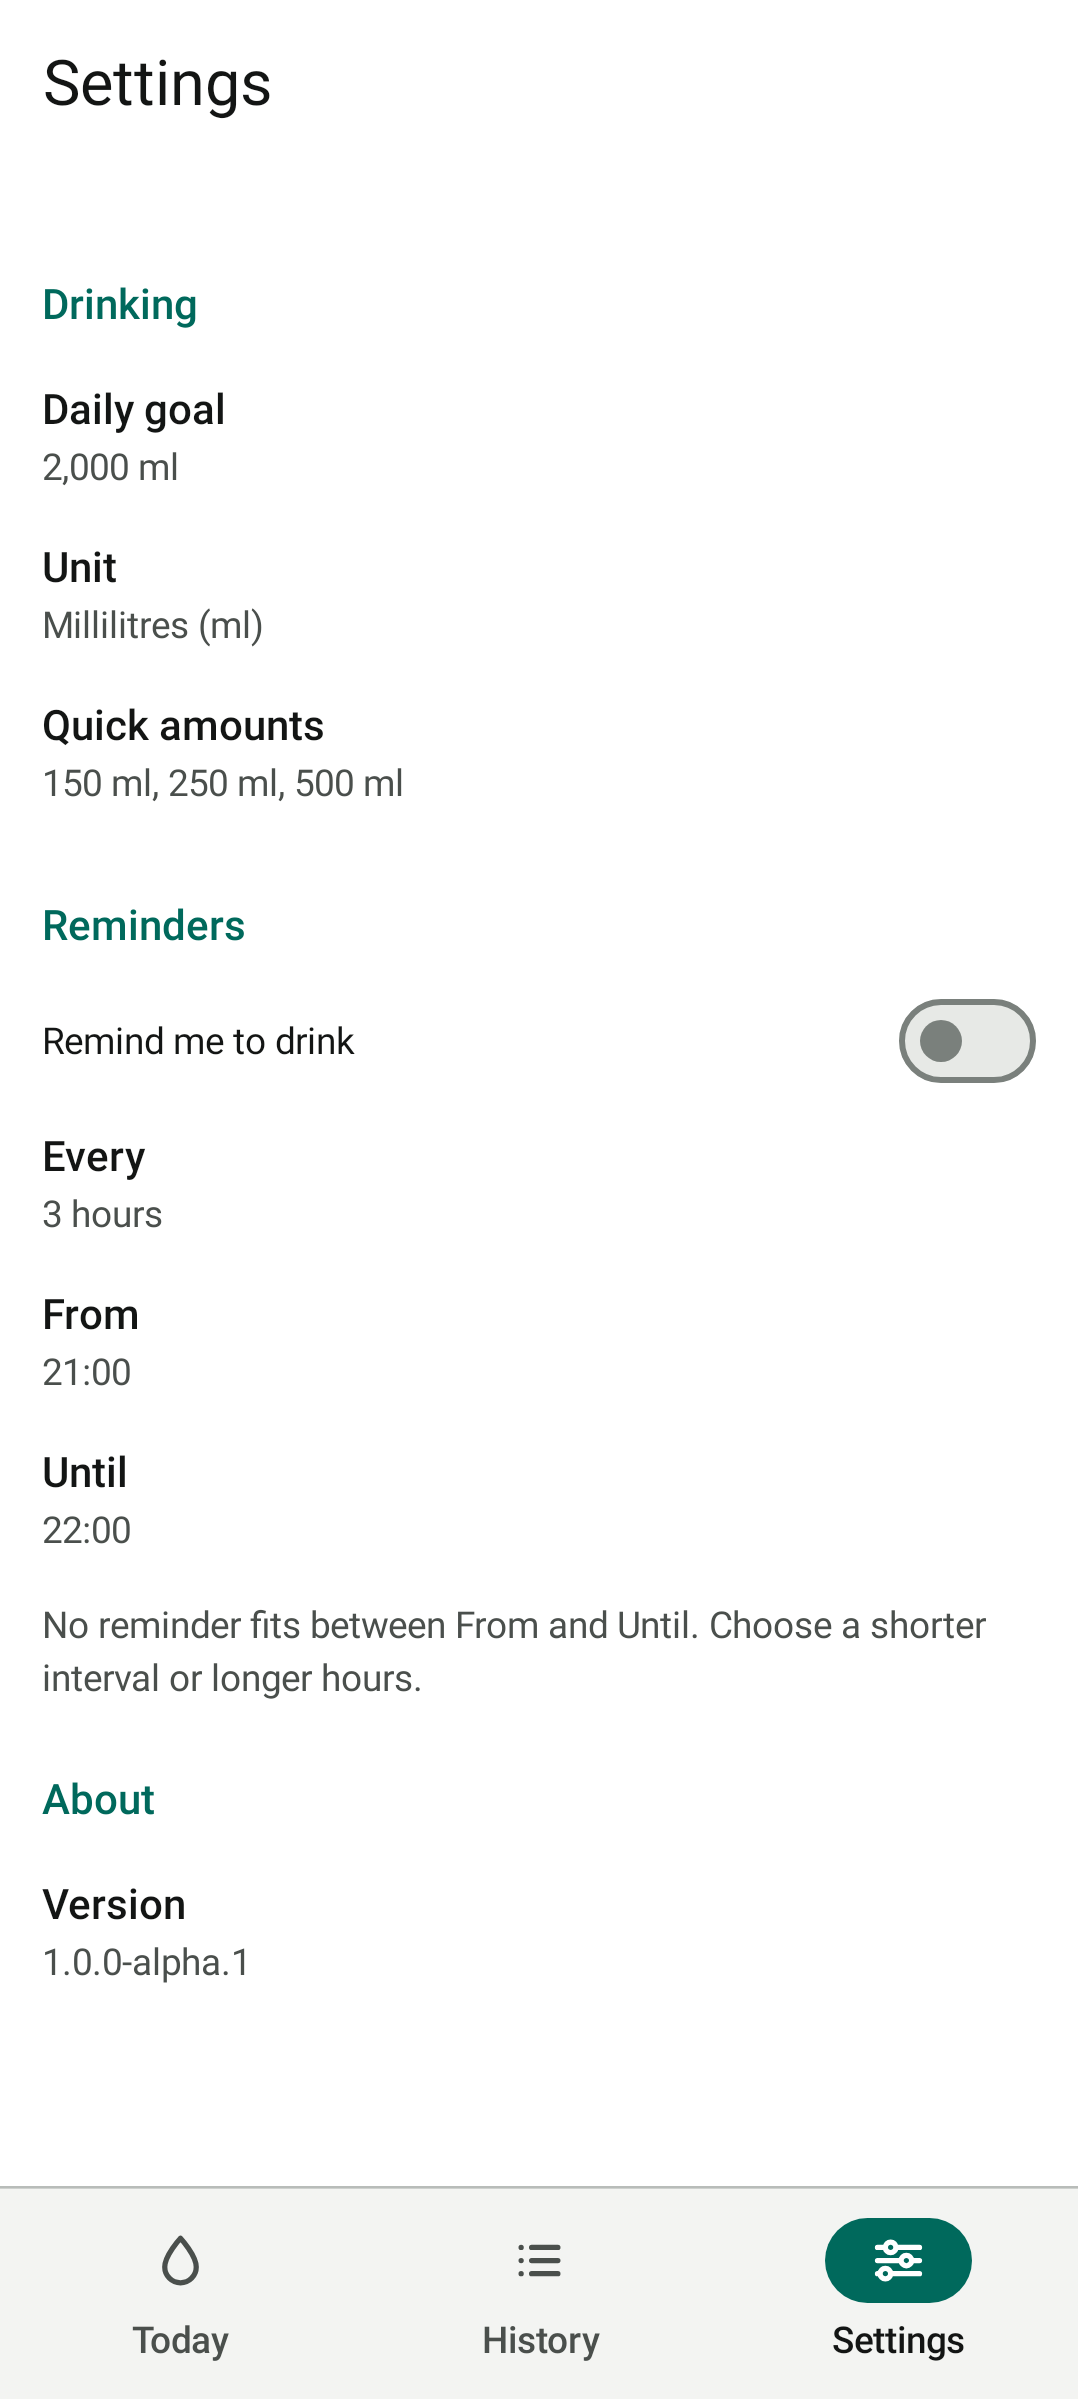 Settings
Drinking
Daily goal
2,000 ml
Unit
Millilitres (ml)
Quick amounts
150 ml, 250 ml, 500 ml
Reminders
Remind me to drink
Every
3 hours
From
21:00
Until
22:00
No reminder fits between From and Until. Choose a shorter
interval or longer hours.
About
Version
1.0.0-alpha.1
Today
History
Settings